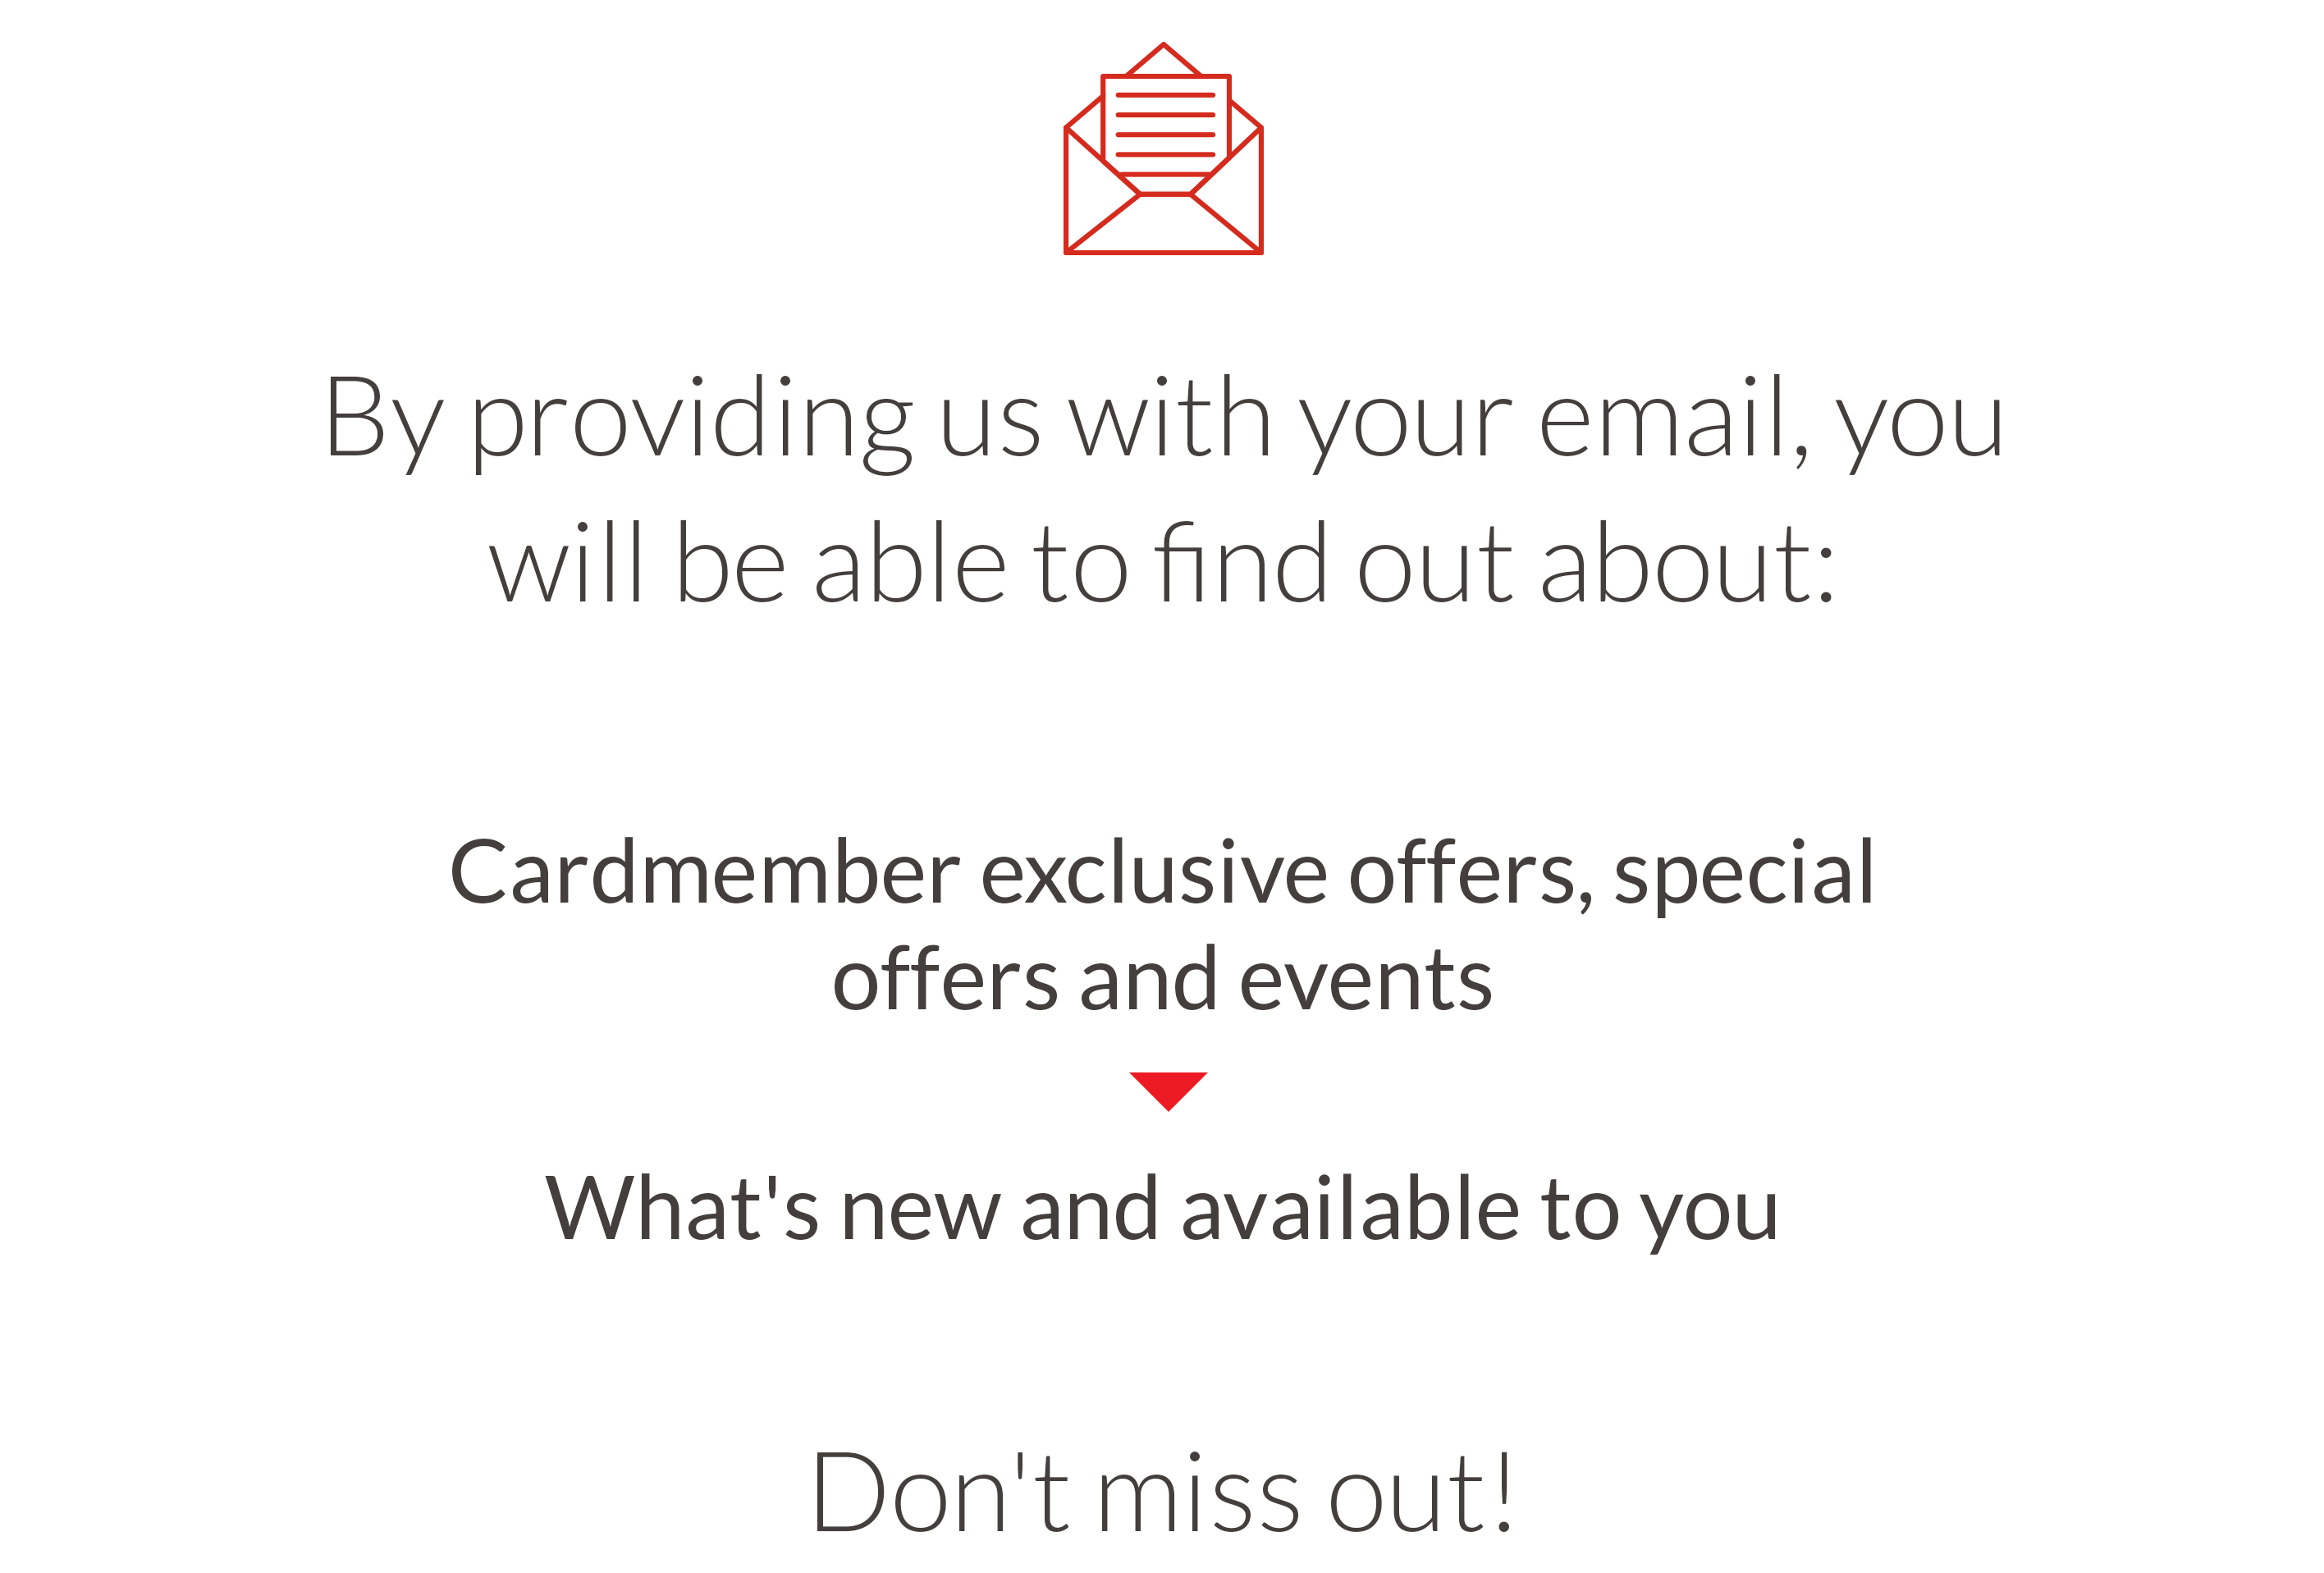 By providing us with your email, you
will be able to find out about:
Cardmember exclusive offers, special
offers and events
What's new and available to you
Don't miss out!